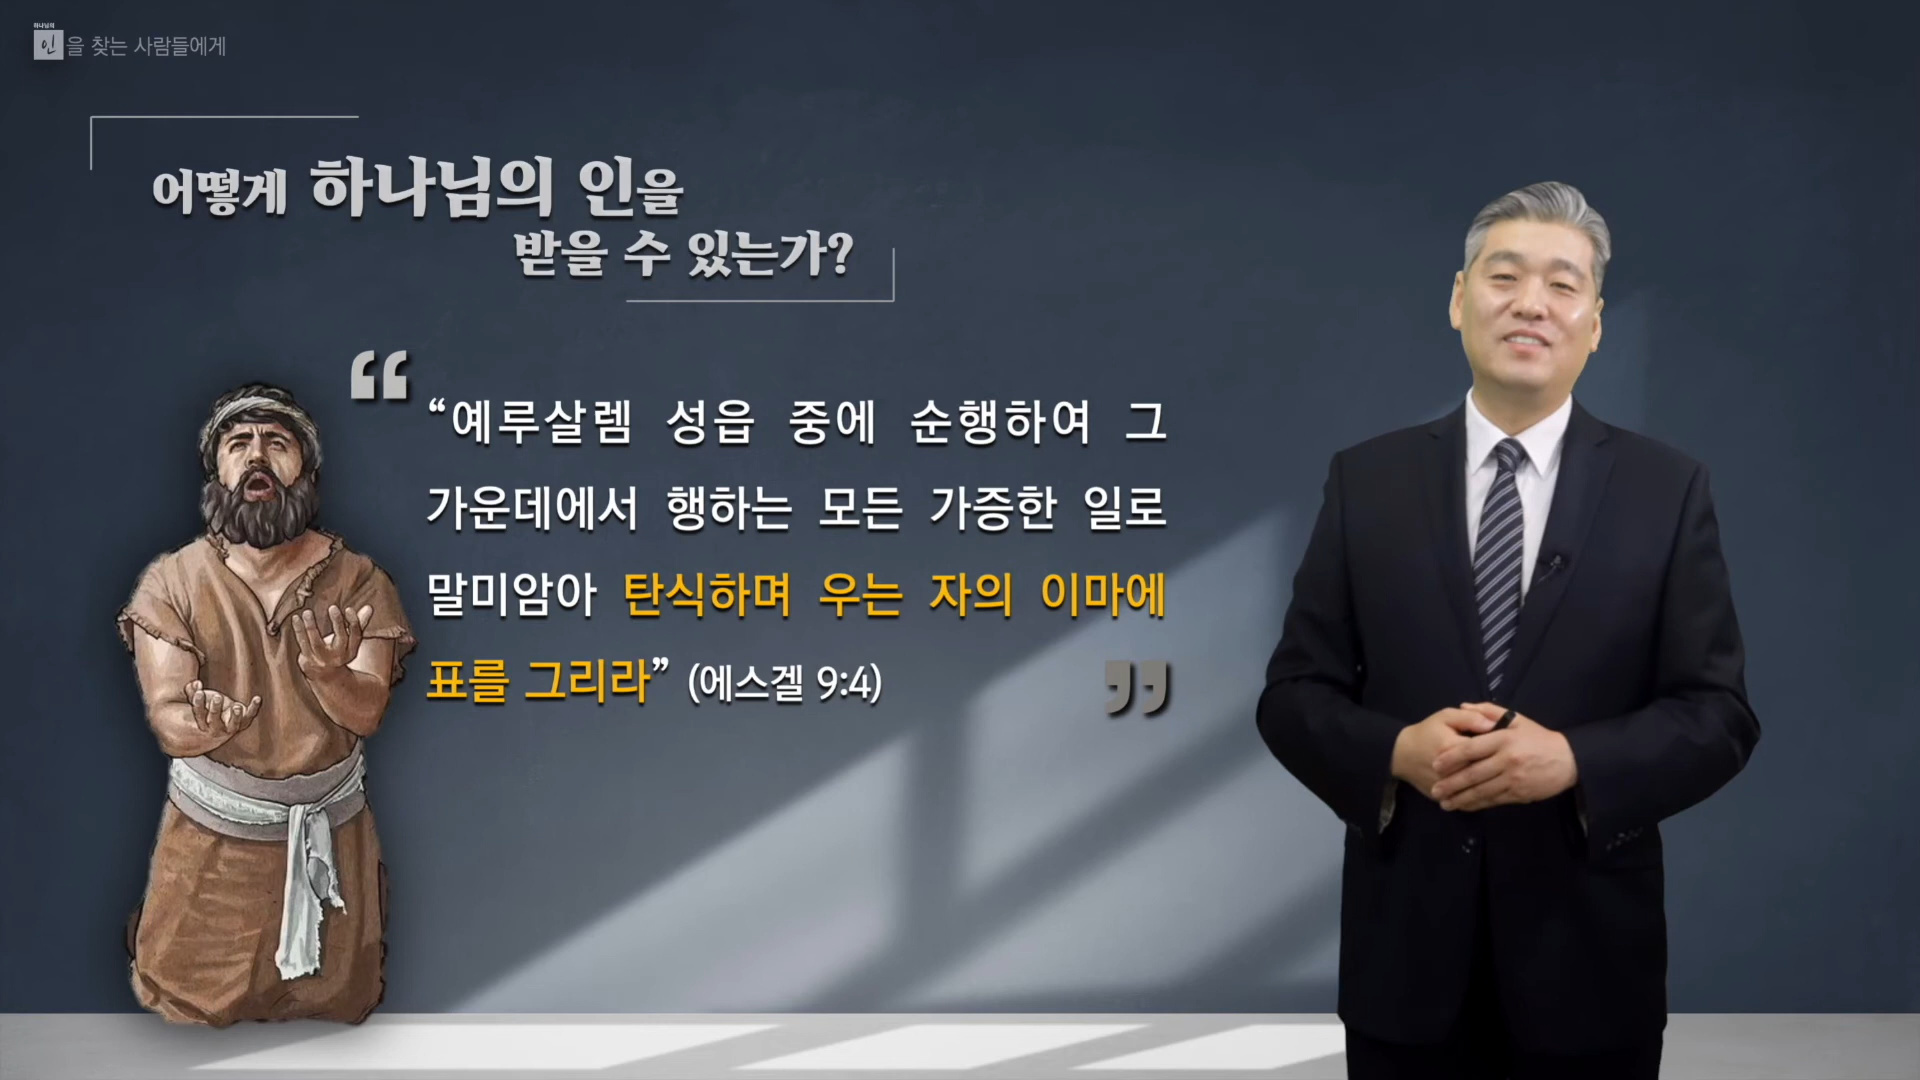 하나님의
인을 찾는 사람들에게
어떻게 하나님의 인을
받을 수 있는가?
“예루살렘 성읍 중에 순행하여 그
가운데에서 행하는 모든 가증한 일로
말미암아 탄식하며 우는 자의 이마에
표를 그리라” (에스겔 9:4)